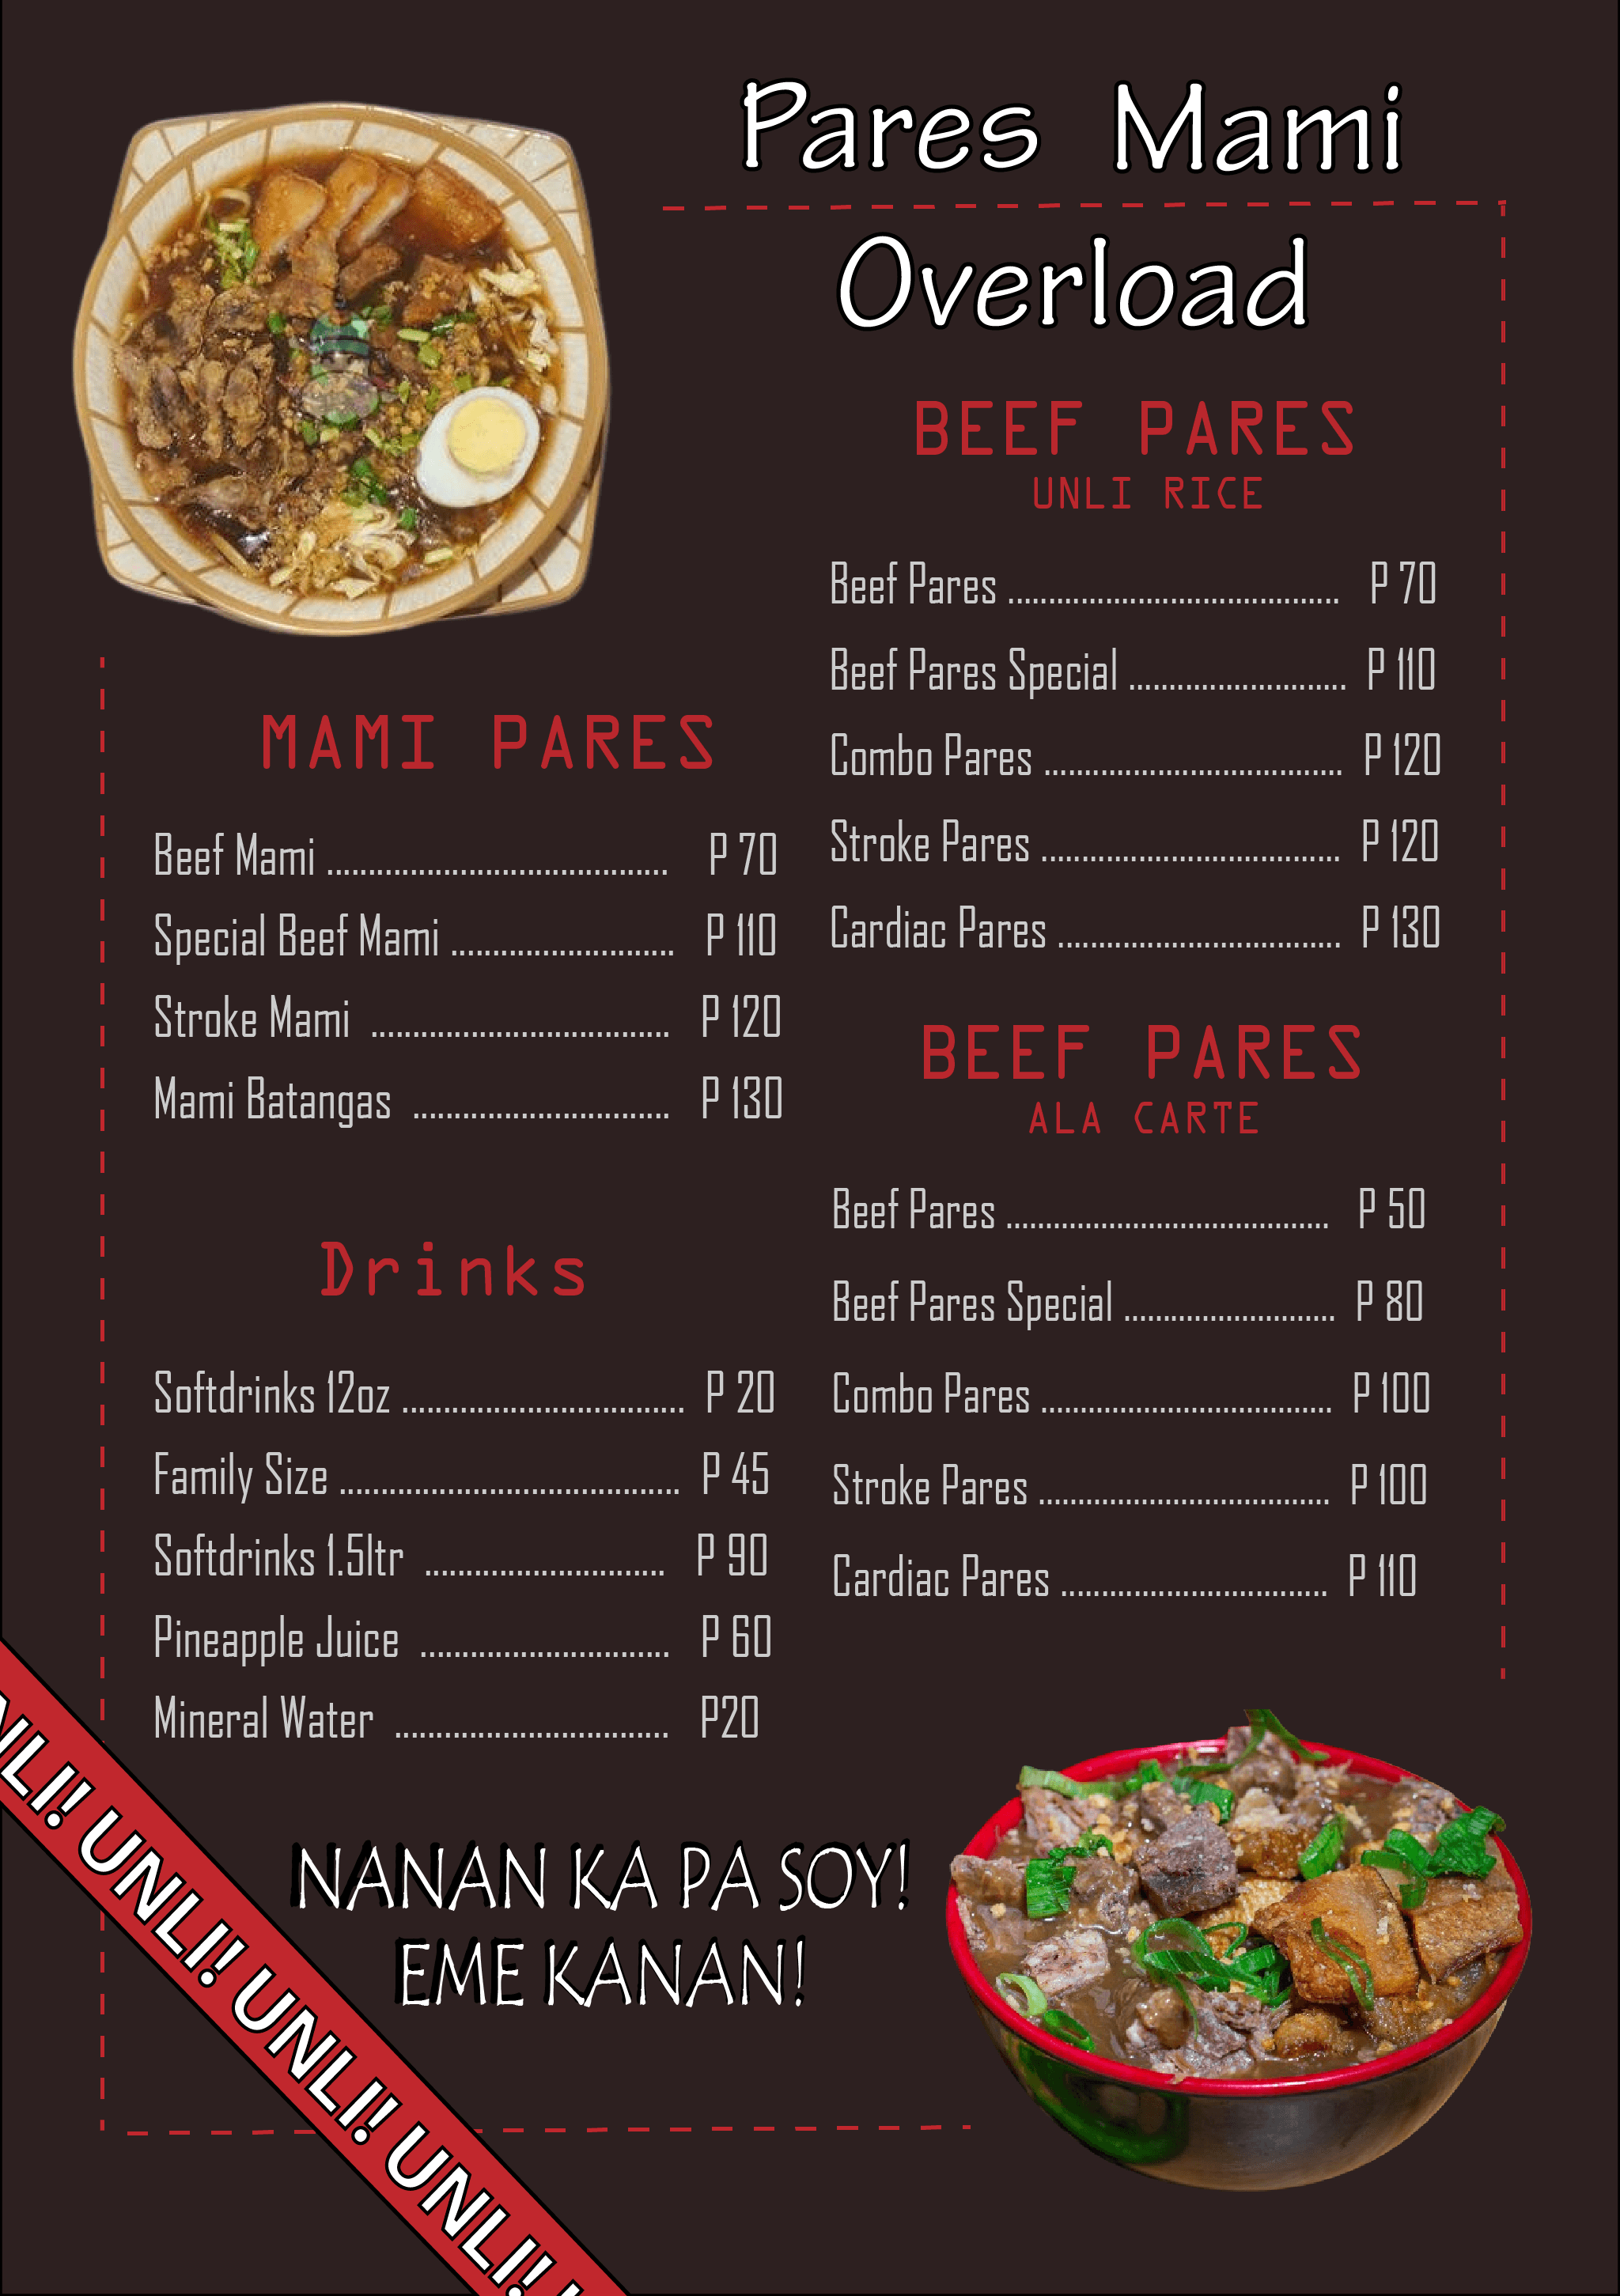 Pares Mami
Overload
BEEF PARES
UNLI RICE
Beef Pares ......................................... P 70
Beef Pares Special ........................... P 110
Combo Pares ..................................... P 120
Stroke Pares ..................................... P 120
Cardiac Pares ................................... P 130
MAMI PARES
Beef Mami ......................................... P 70
Special Beef Mami ........................... P 110
Stroke Mami .................................... P 120
Mami Batangas ............................... P 130
BEEF PARES
ALA CARTE
Beef Pares ........................................ P 50
Beef Pares Special .......................... P 80
Combo Pares .................................... P 100
Stroke Pares .................................... P 100
Cardiac Pares ................................. P 110
Drinks
Softdrinks 12oz .................................. P 20
Family Size ......................................... P 45
Softdrinks 1.5ltr ............................. P 90
Pineapple Juice .............................. P 60
Mineral Water ................................. P20
NANAN KA PA SOY!
EME KANAN!
NLI!! UNLI!! UNLI!! UNLI!!